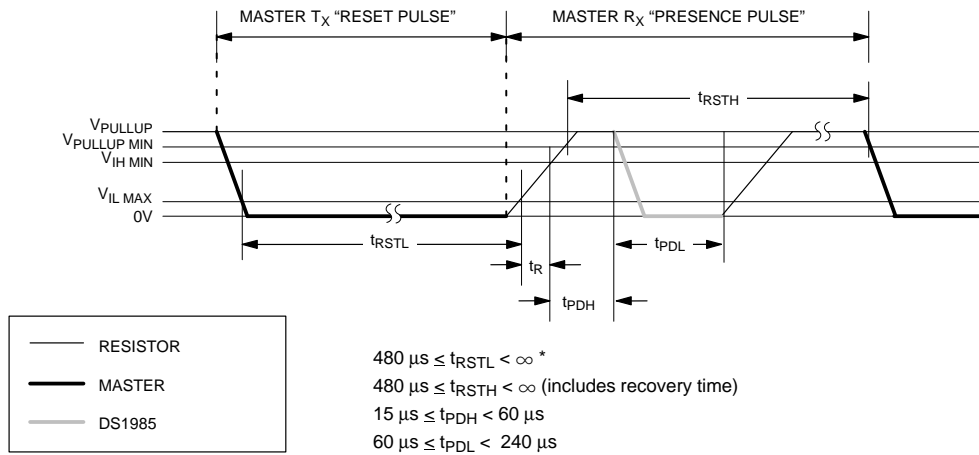 MASTER TX “RESET PULSE”
MASTER RX “PRESENCE PULSE”
tRSTH
VPULLUP
VPULLUP MIN
VIH MIN
VIL MAX
0V
tRSTL
tPDL
tR
tPDH
RESISTOR
MASTER
DS1985
480 μs ≤ tRSTL < ∞ *
480 μs ≤ tRSTH < ∞ (includes recovery time)
15 μs ≤ tPDH < 60 μs
60 μs ≤ tPDL < 240 μs